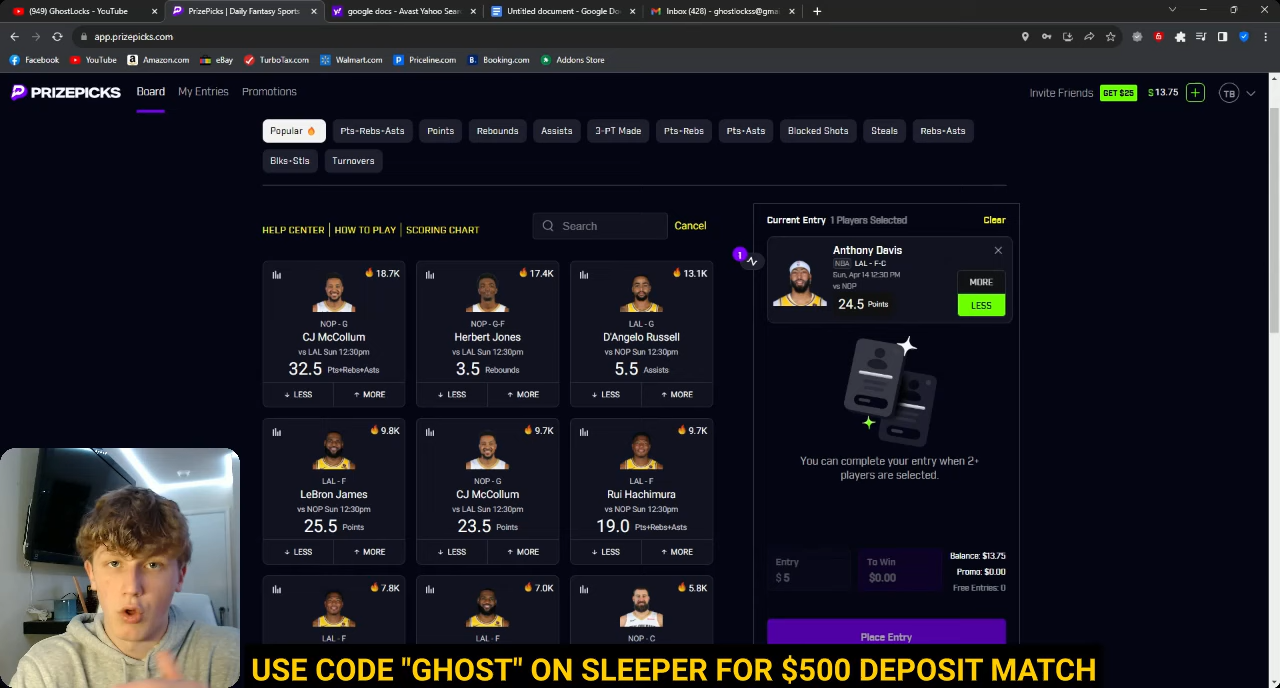 (949) GhostLocks - YouTube
PrizePicks | Daily Fantasy Sports
google docs - Avast Yahoo Sear
Untitled document - Google Do
Inbox (428) - ghostlockss@gma
app.prizepicks.com
Facebook YouTube Amazon.com eBay TurboTax.com Walmart.com Priceline.com Booking.com Addons Store
PRIZEPICKS Board My Entries Promotions Invite Friends GET $25 $ 13.75 + TB
Popular Pts-Rebs-Asts Points Rebounds Assists 3-PT Made Pts-Rebs Pts-Asts Blocked Shots Steals Rebs-Asts
Blks-Stls Turnovers
HELP CENTER | HOW TO PLAY | SCORING CHART Search Cancel
18.7K
NOP - G
CJ McCollum
vs LAL Sun 12:30pm
32.5 Pts+Rebs+Asts
LESS MORE
17.4K
NOP - G-F
Herbert Jones
vs LAL Sun 12:30pm
3.5 Rebounds
LESS MORE
13.1K
LAL - G
D'Angelo Russell
vs NOP Sun 12:30pm
5.5 Assists
LESS MORE
9.8K
LAL - F
LeBron James
vs NOP Sun 12:30pm
25.5 Points
LESS MORE
9.7K
NOP - G
CJ McCollum
vs LAL Sun 12:30pm
23.5 Points
LESS MORE
9.7K
LAL - F
Rui Hachimura
vs NOP Sun 12:30pm
19.0 Pts+Rebs+Asts
LESS MORE
7.8K
LAL - F
7.0K
LAL - F
5.8K
NOP - C
Current Entry 1 Players Selected Clear
1
Anthony Davis
NBA LAL - F-C
Sun, Apr 14 12:30 PM
vs NOP
24.5 Points
MORE
LESS
You can complete your entry when 2+
players are selected.
Entry
$ 5
To Win
$0.00
Balance: $13.75
Promo: $0.00
Free Entries: 0
Place Entry
USE CODE "GHOST" ON SLEEPER FOR $500 DEPOSIT MATCH